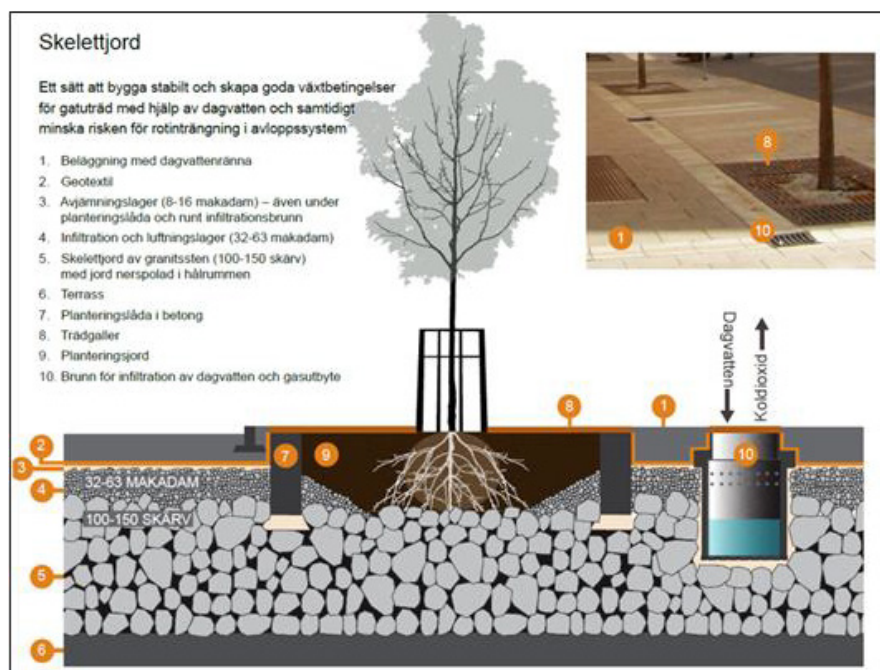 Skelettjord
Ett sätt att bygga stabilt och skapa goda växtbetingelser
för gatuträd med hjälp av dagvatten och samtidigt
minska risken för rotinträngning i avloppssystem
1. Beläggning med dagvattenränna
2. Geotextil
3. Avjämningslager (8-16 makadam) – även under
planteringslåda och runt infiltrationsbrunn
4. Infiltration och luftningslager (32-63 makadam)
5. Skelettjord av granitssten (100-150 skärv)
med jord nerspolad i hålrummen
6. Terrass
7. Planteringslåda i betong
8. Trädgaller
9. Planteringsjord
10. Brunn för infiltration av dagvatten och gasutbyte
8
1
10
Dagvatten
Koldioxid
8
1
2
7
9
10
3
32-63 MAKADAM
4
100-150 SKÄRV
5
6